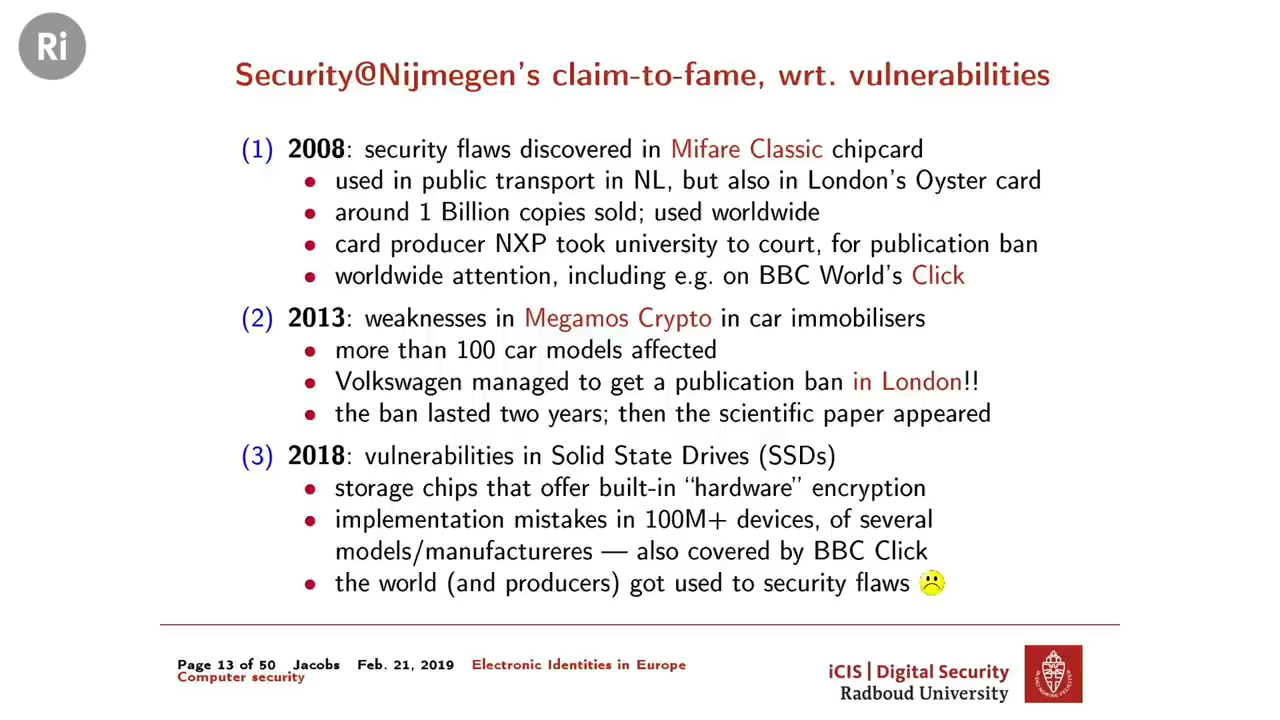 Ri
Security@Nijmegen's claim-to-fame, wrt. vulnerabilities
(1) 2008: security flaws discovered in Mifare Classic chipcard
• used in public transport in NL, but also in London's Oyster card
• around 1 Billion copies sold; used worldwide
• card producer NXP took university to court, for publication ban
• worldwide attention, including e.g. on BBC World's Click
(2) 2013: weaknesses in Megamos Crypto in car immobilisers
• more than 100 car models affected
• Volkswagen managed to get a publication ban in London!!
• the ban lasted two years; then the scientific paper appeared
(3) 2018: vulnerabilities in Solid State Drives (SSDs)
• storage chips that offer built-in “hardware” encryption
• implementation mistakes in 100M+ devices, of several
models/manufactureres — also covered by BBC Click
• the world (and producers) got used to security flaws
Page 13 of 50 Jacobs Feb. 21, 2019 Electronic Identities in Europe
Computer security
iCIS | Digital Security
Radboud University